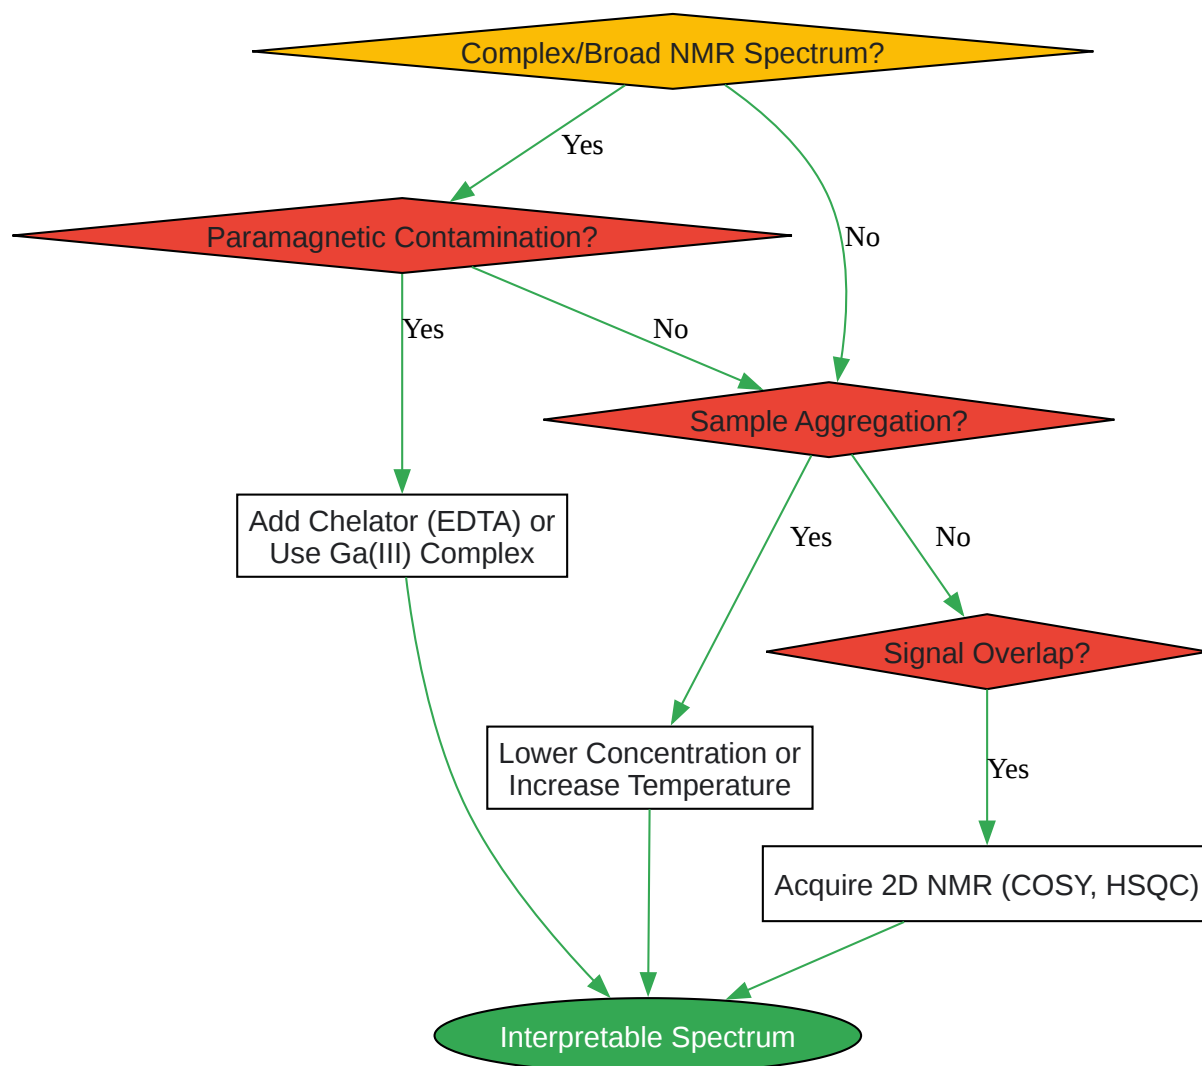 Complex/Broad NMR Spectrum?
Yes
No
Paramagnetic Contamination?
Yes
No
Sample Aggregation?
Yes
No
Add Chelator (EDTA) or
Use Ga(III) Complex
Signal Overlap?
Yes
Lower Concentration or
Increase Temperature
Acquire 2D NMR (COSY, HSQC)
Interpretable Spectrum